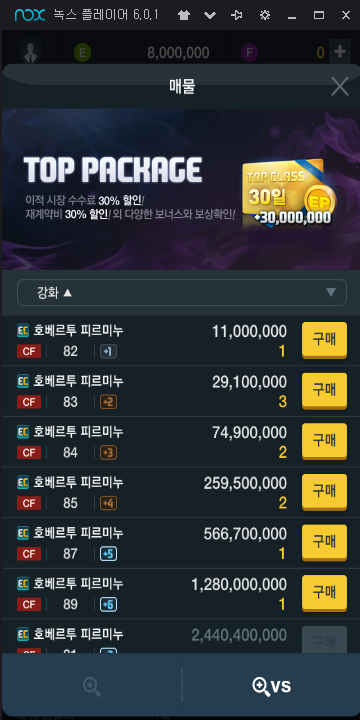 nox 녹스 플레이어 6.0.1
E 8,000,000 F 0 +
매물
TOP PACKAGE
이적 시장 수수료 30% 할인!
재계약비 30% 할인! 외 다양한 보너스와 보상확인!
TOP CLASS
30일
EP
+30,000,000
강화 ▲
EC 호베르투 피르미누 11,000,000 구매
CF 82 +1 1
EC 호베르투 피르미누 29,100,000 구매
CF 83 +2 3
EC 호베르투 피르미누 74,900,000 구매
CF 84 +3 2
EC 호베르투 피르미누 259,500,000 구매
CF 85 +4 2
EC 호베르투 피르미누 566,700,000 구매
CF 87 +5 1
EC 호베르투 피르미누 1,280,000,000 구매
CF 89 +6 1
EC 호베르투 피르미누 2,440,400,000 구매
VS